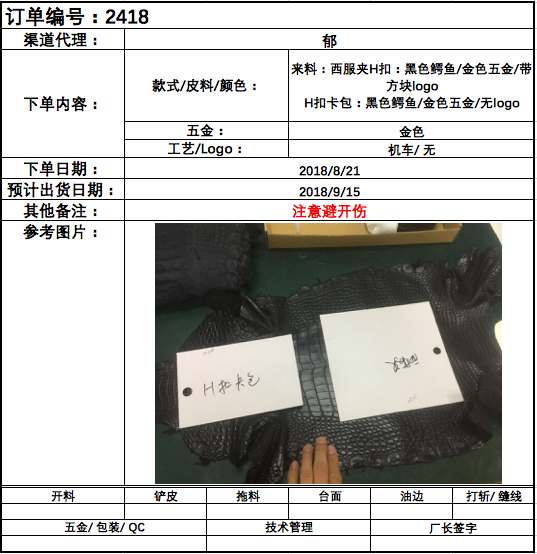 订单编号：2418
渠道代理：
郁
下单内容：
款式/皮料/颜色：
来料：西服夹H扣：黑色鳄鱼/金色五金/带
方块logo
H扣卡包：黑色鳄鱼/金色五金/无logo
五金：
金色
工艺/Logo：
机车/ 无
下单日期：
2018/8/21
预计出货日期：
2018/9/15
其他备注：
注意避开伤
参考图片：
H扣卡包
西服夹
开料
铲皮
拖料
台面
油边
打斩/ 缝线
五金/ 包装/ QC
技术管理
厂长签字